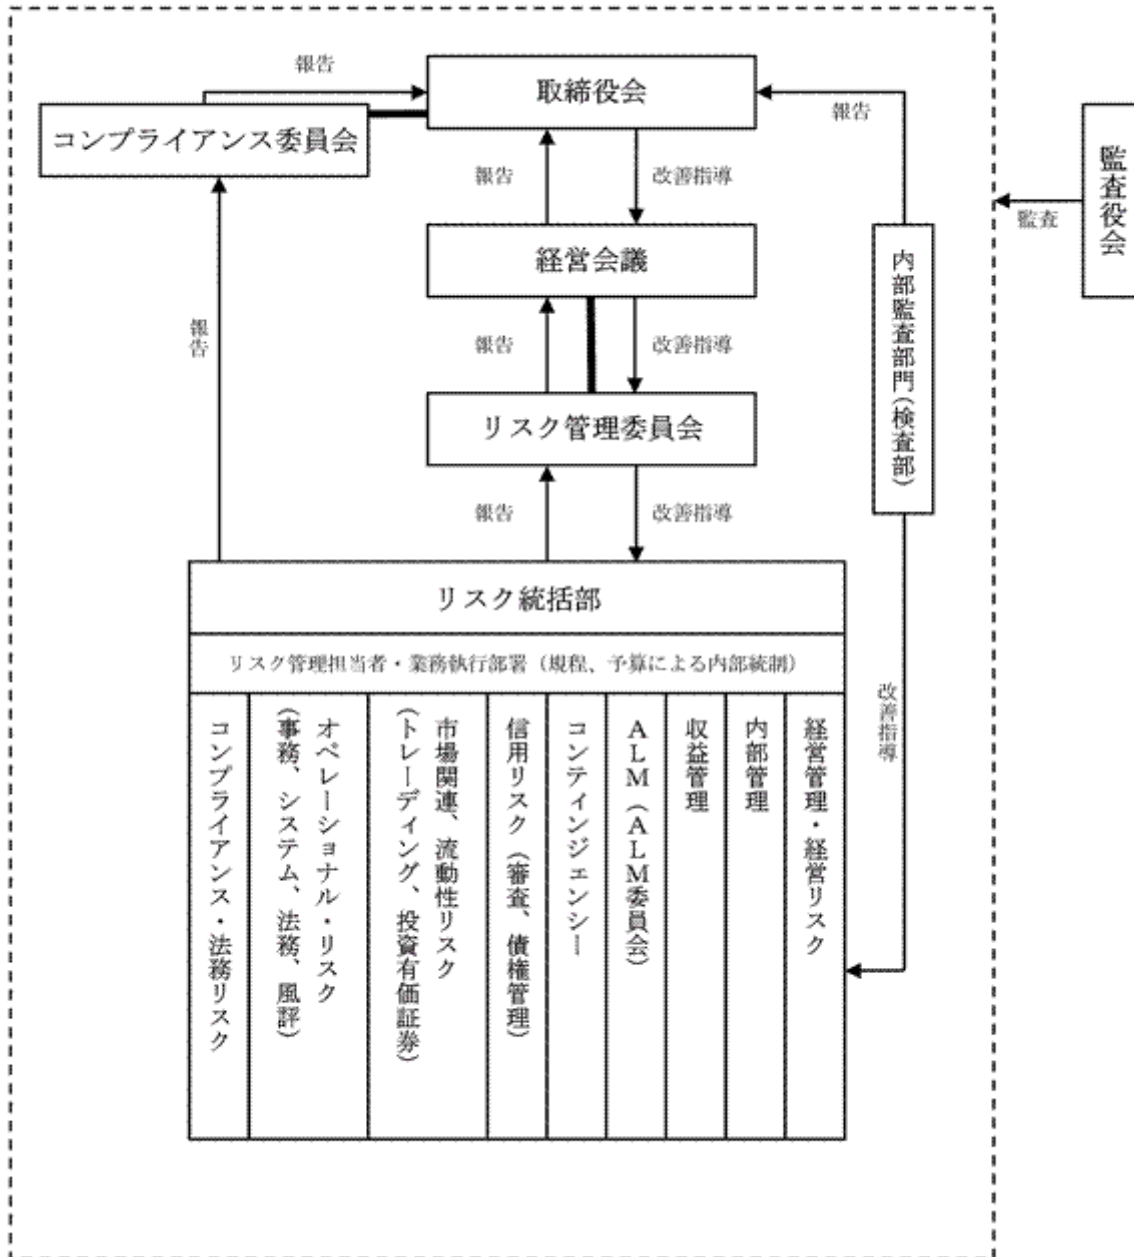 報告
取締役会
報告
コンプライアンス委員会
報告
改善指導
監査役会
監査
経営会議
内部監査部門(検査部)
報告
報告
改善指導
リスク管理委員会
報告
改善指導
リスク統括部
リスク管理担当者・業務執行部署(規程、予算による内部統制)
改善指導
コンプライアンス・法務リスク
オペレーショナル・リスク
(事務、システム、法務、風評)
市場関連、流動性リスク
(トレーディング、投資有価証券)
信用リスク(審査、債権管理)
コンティンジェンシー
ALM(ALM委員会)
収益管理
内部管理
経営管理・経営リスク